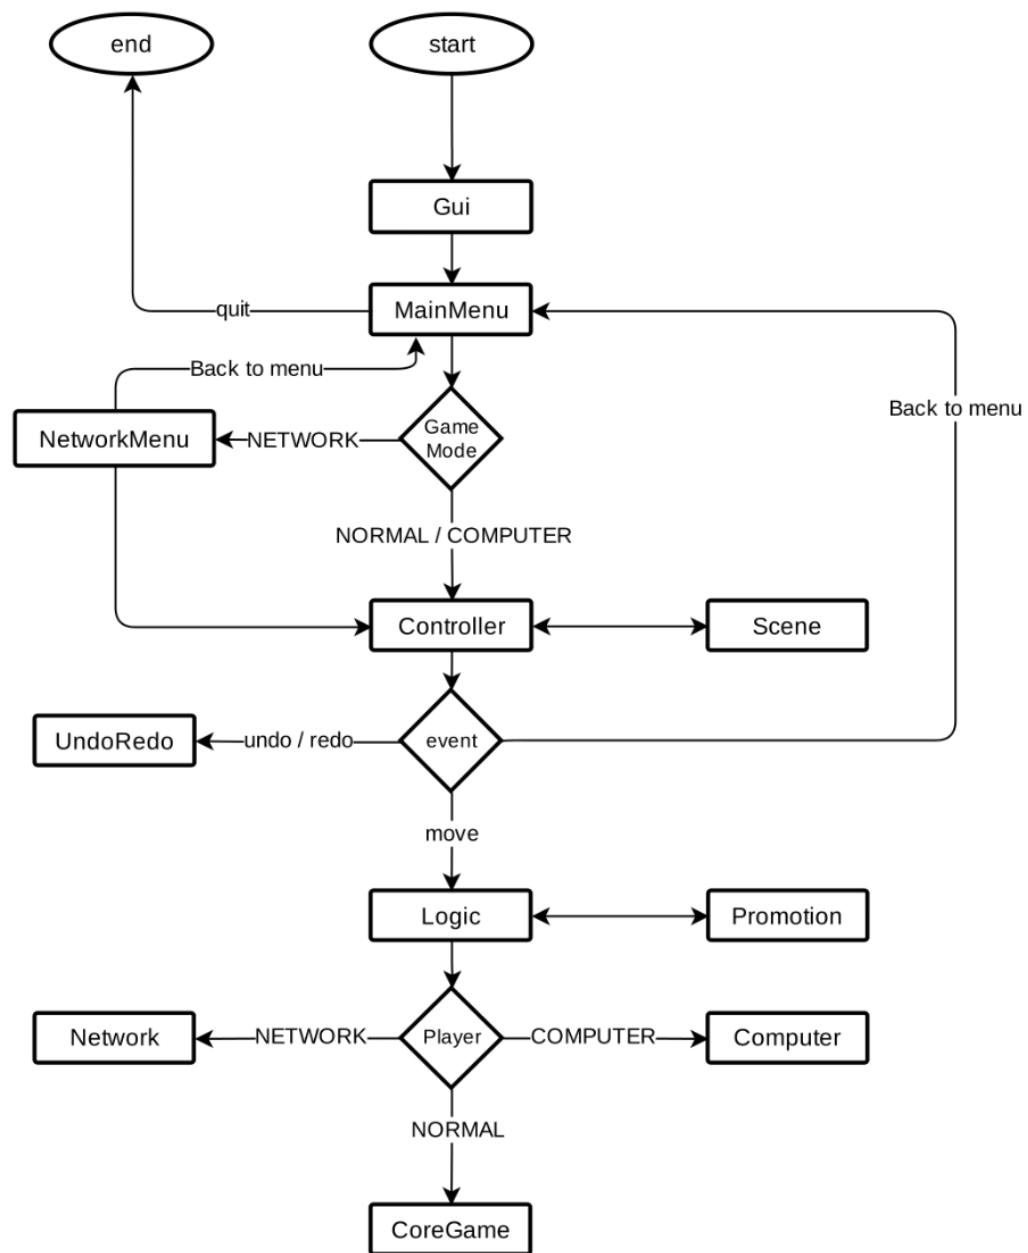 end
start
Gui
MainMenu
quit
Back to menu
Back to menu
NetworkMenu
NETWORK
Game
Mode
NORMAL / COMPUTER
Controller
Scene
UndoRedo
undo / redo
event
move
Logic
Promotion
Network
NETWORK
Player
COMPUTER
Computer
NORMAL
CoreGame